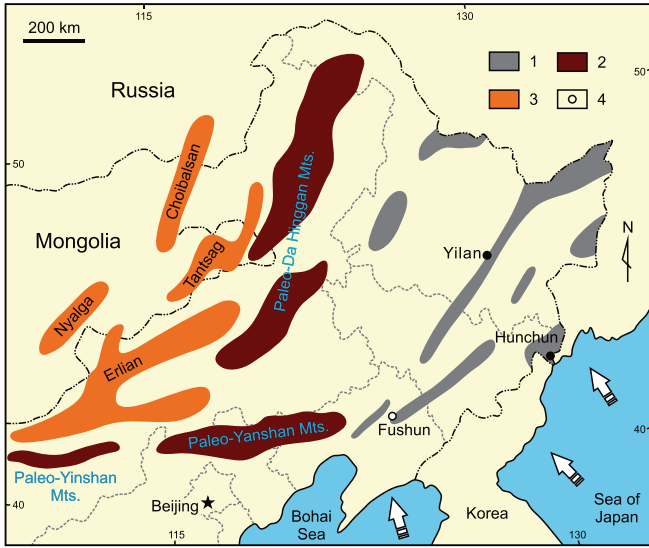 115
130
200 km
50
Russia
1
2
3
4
50
Choibalsan
Mongolia
Tantsag
Paleo-Da Hinggan Mts.
N
Yilan
Nyalga
Hunchun
Erlian
Fushun
40
Paleo-Yanshan Mts.
Paleo-Yinshan
Mts.
40
Beijing
Bohai
Sea
Korea
Sea of
Japan
115
130